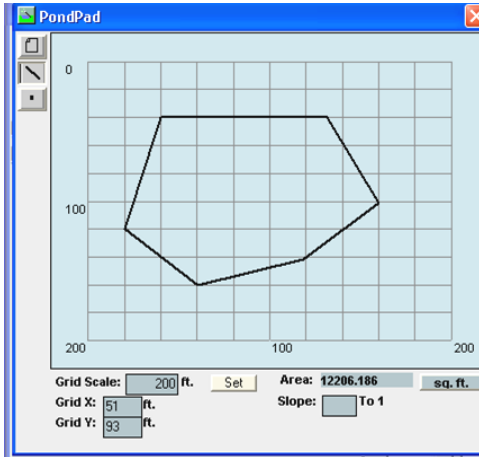 PondPad
0
100
200 100 200
Grid Scale: 200 ft. Set Area: 12206.186 sq. ft.
Grid X: 51 ft. Slope: To 1
Grid Y: 93 ft.